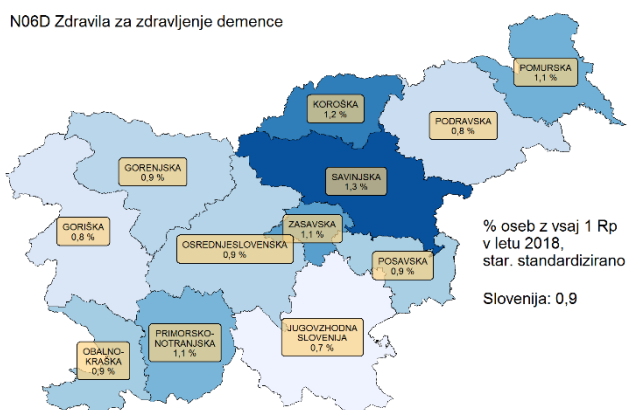 N06D Zdravila za zdravljenje demence
POMURSKA
1,1 %
KOROŠKA
1,2 %
PODRAVSKA
0,8 %
GORENJSKA
0,9 %
SAVINJSKA
1,3 %
GORIŠKA
0,8 %
OSREDNJESLOVENSKA
0,9 %
ZASAVSKA
1,1 %
POSAVSKA
0,9 %
% oseb z vsaj 1 Rp
v letu 2018,
star. standardizirano
Slovenija: 0,9
OBALNO-
KRAŠKA
0,9 %
PRIMORSKO-
NOTRANJSKA
1,1 %
JUGOVZHODNA
SLOVENIJA
0,7 %